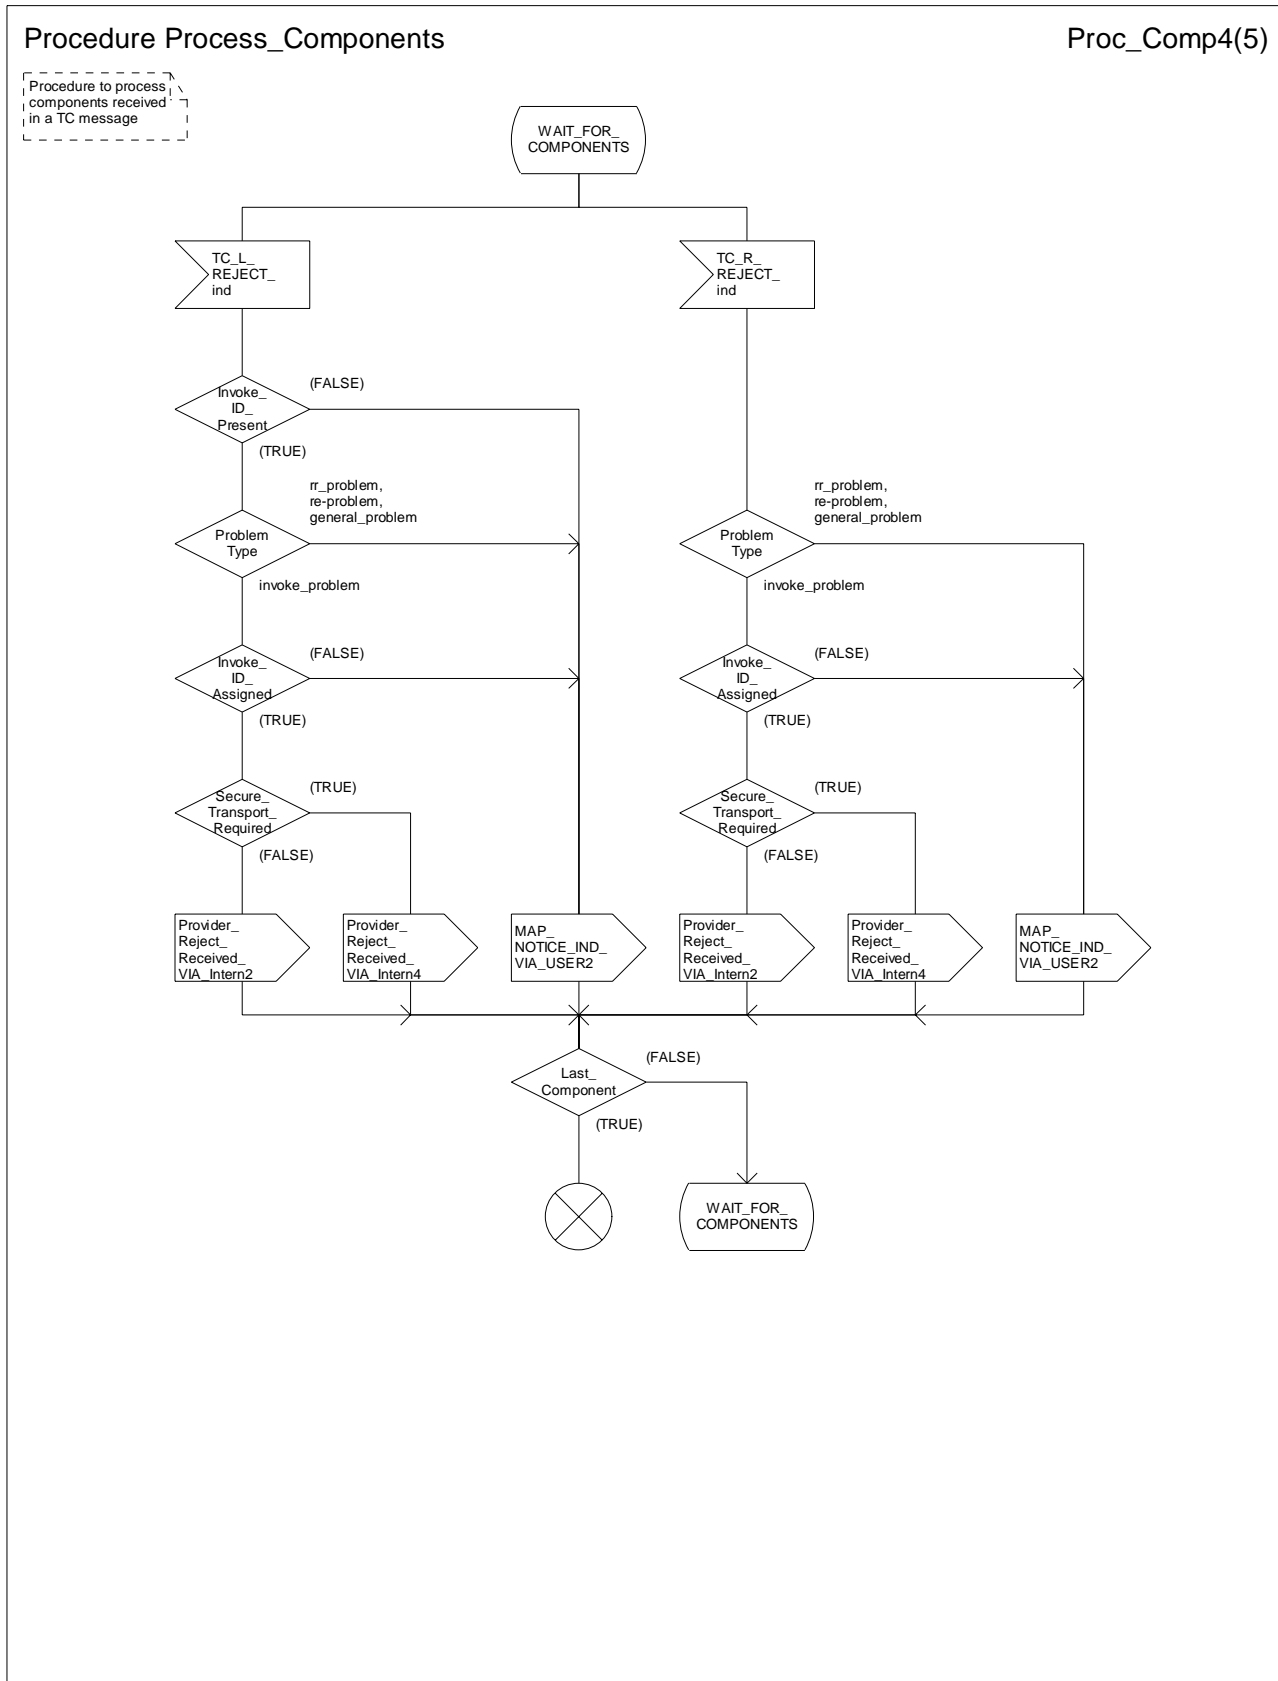 Procedure Process_Components
Proc_Comp4(5)
Procedure to process
components received
in a TC message
WAIT_FOR_
COMPONENTS
TC_L_
REJECT_
ind
TC_R_
REJECT_
ind
Invoke_
ID_
Present
(FALSE)
(TRUE)
Problem
Type
rr_problem,
re-problem,
general_problem
invoke_problem
Problem
Type
rr_problem,
re-problem,
general_problem
invoke_problem
Invoke_
ID_
Assigned
(FALSE)
(TRUE)
Invoke_
ID_
Assigned
(FALSE)
(TRUE)
Secure_
Transport_
Required
(TRUE)
(FALSE)
Secure_
Transport_
Required
(TRUE)
(FALSE)
Provider_
Reject_
Received_
VIA_Intern2
Provider_
Reject_
Received_
VIA_Intern4
MAP_
NOTICE_IND_
VIA_USER2
Provider_
Reject_
Received_
VIA_Intern2
Provider_
Reject_
Received_
VIA_Intern4
MAP_
NOTICE_IND_
VIA_USER2
Last_
Component
(FALSE)
(TRUE)
WAIT_FOR_
COMPONENTS